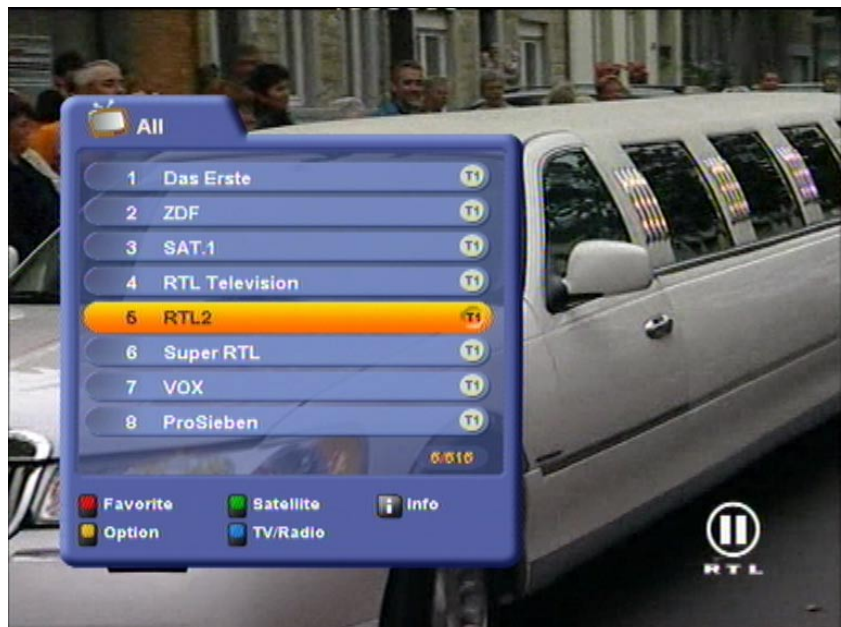 All
1 Das Erste T1
2 ZDF T1
3 SAT.1 T1
4 RTL Television T1
5 RTL2 T1
6 Super RTL T1
7 VOX T1
8 ProSieben T1
5/616
Favorite Satellite i Info
Option TV/Radio
RTL